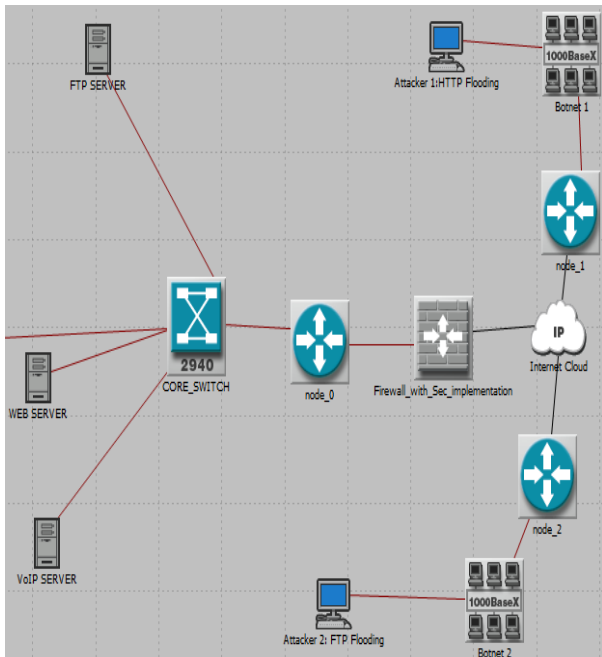 FTP SERVER
Attacker 1:HTTP Flooding
1000BaseX
Botnet 1
node_1
IP
Internet Cloud
2940
CORE_SWITCH
node_0
Firewall_with_Sec_implementation
WEB SERVER
node_2
VoIP SERVER
1000BaseX
Attacker 2: FTP Flooding
Botnet 2